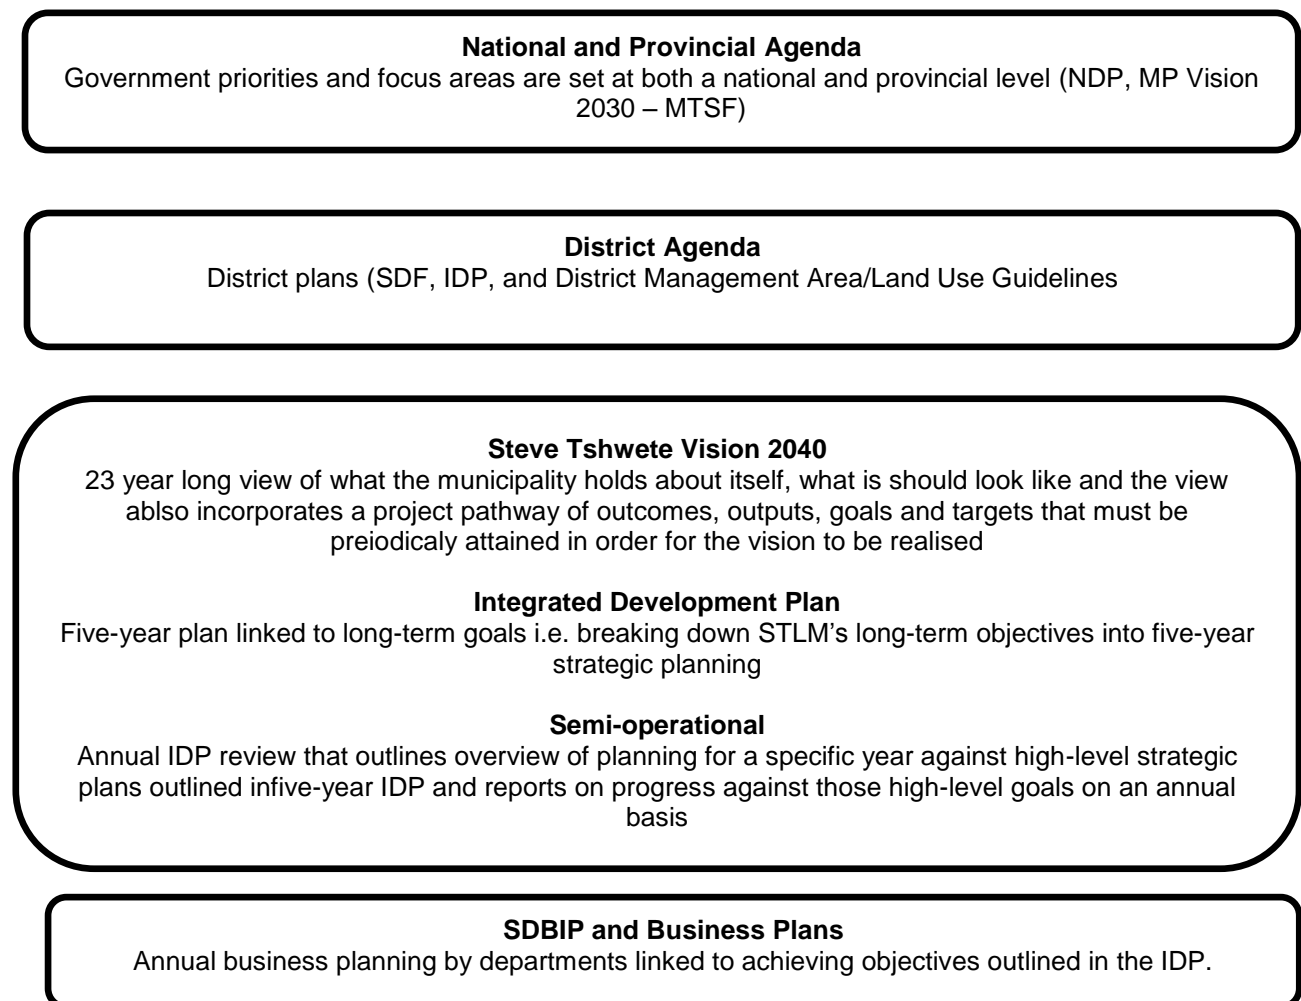 National and Provincial Agenda
Government priorities and focus areas are set at both a national and provincial level (NDP, MP Vision
2030 – MTSF)
District Agenda
District plans (SDF, IDP, and District Management Area/Land Use Guidelines
Steve Tshwete Vision 2040
23 year long view of what the municipality holds about itself, what is should look like and the view
ablso incorporates a project pathway of outcomes, outputs, goals and targets that must be
preiodicaly attained in order for the vision to be realised
Integrated Development Plan
Five-year plan linked to long-term goals i.e. breaking down STLM’s long-term objectives into five-year
strategic planning
Semi-operational
Annual IDP review that outlines overview of planning for a specific year against high-level strategic
plans outlined infive-year IDP and reports on progress against those high-level goals on an annual
basis
SDBIP and Business Plans
Annual business planning by departments linked to achieving objectives outlined in the IDP.